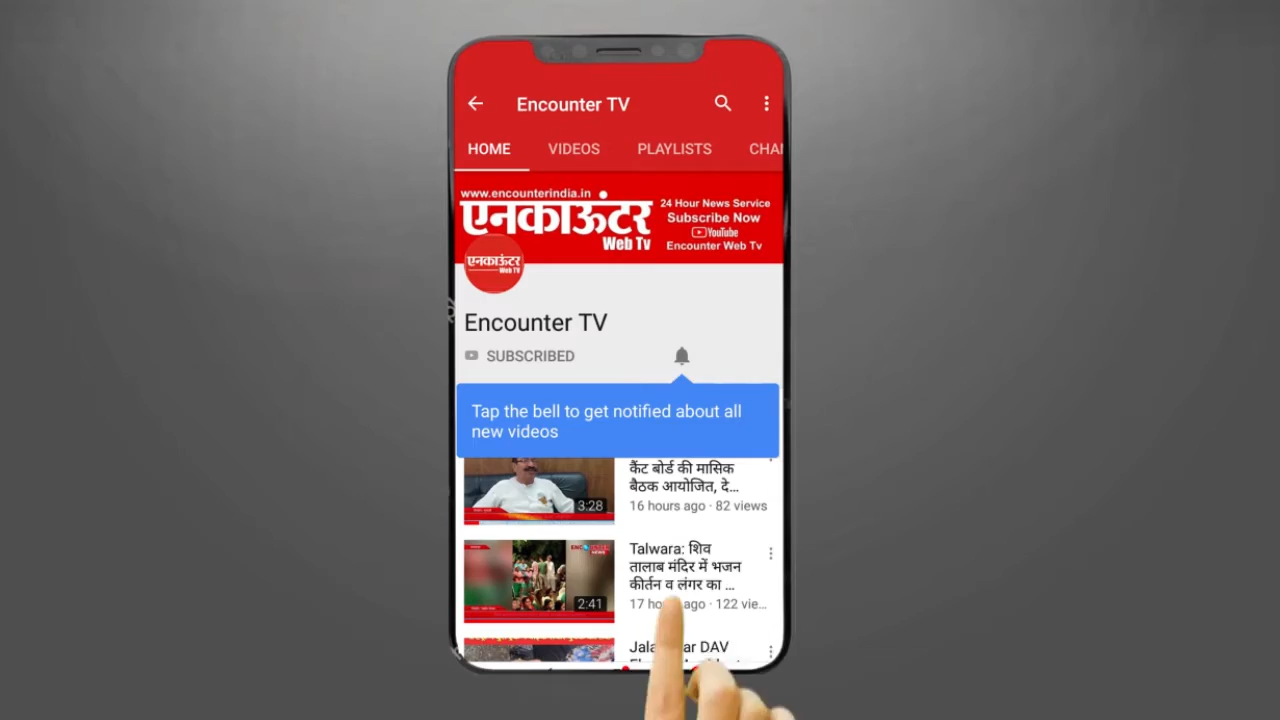 Encounter TV
HOME VIDEOS PLAYLISTS CHA
www.encounterindia.in
एनकाऊंटर
Web Tv
24 Hour News Service
Subscribe Now
YouTube
Encounter Web Tv
एनकाऊंटर
Web TV
Encounter TV
SUBSCRIBED
Tap the bell to get notified about all
new videos
कैंट बोर्ड की मासिक
बैठक आयोजित, दे...
16 hours ago · 82 views
3:28
Talwara: शिव
तालाब मंदिर में भजन
कीर्तन व लंगर का ...
17 ago · 122 vie...
2:41
DAV